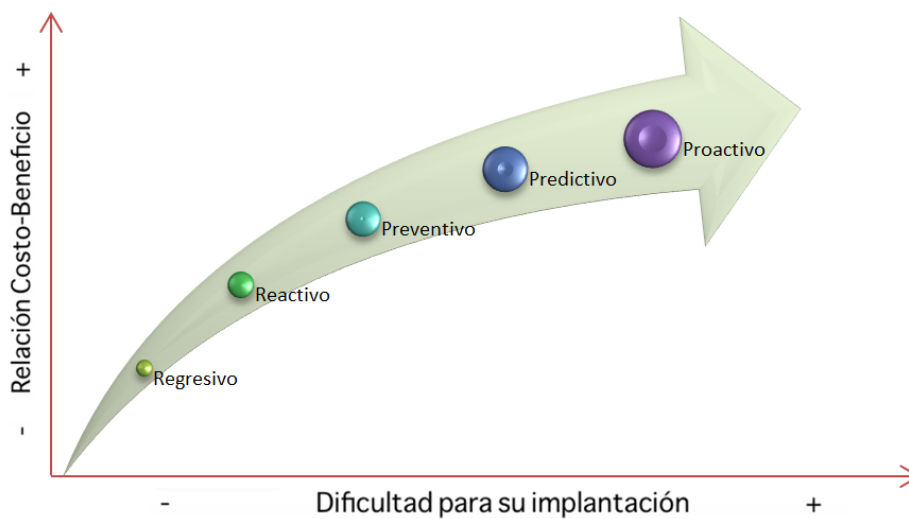 +
Relación Costo-Beneficio
-
Proactivo
Predictivo
Preventivo
Reactivo
Regresivo
-
Dificultad para su implantación
+